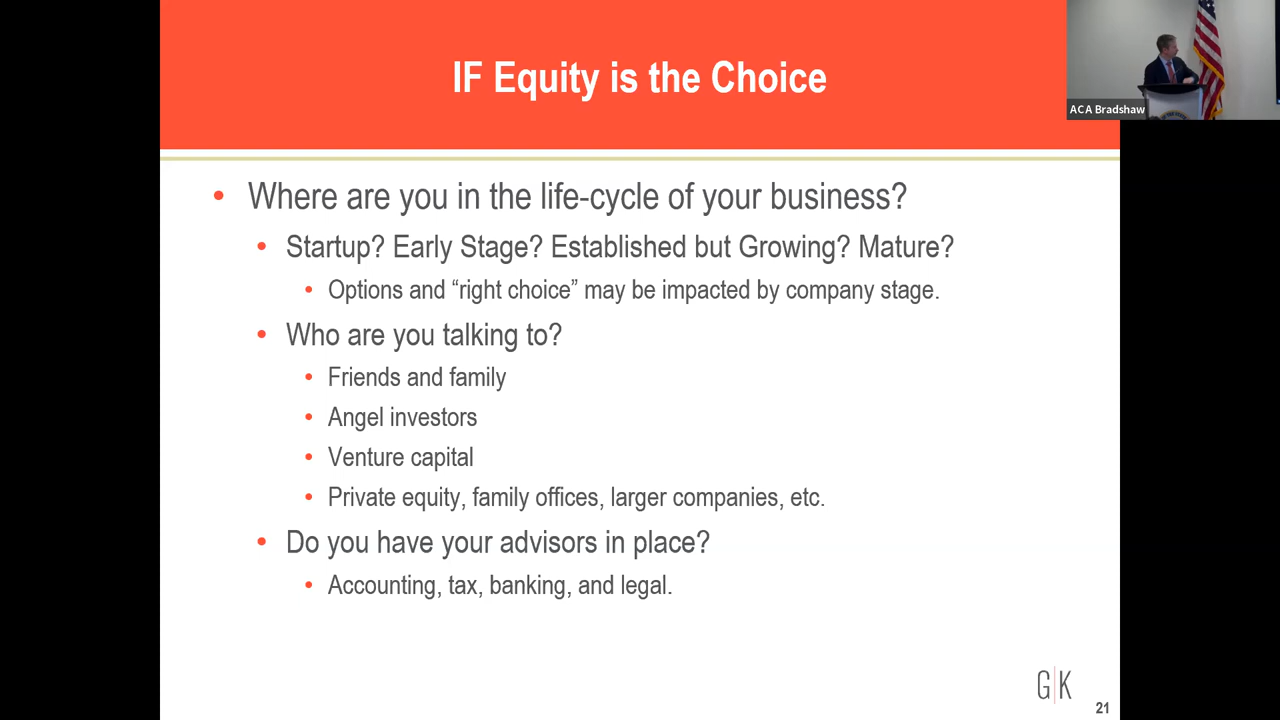 IF Equity is the Choice
ACA Bradshaw
• Where are you in the life-cycle of your business?
• Startup? Early Stage? Established but Growing? Mature?
• Options and “right choice” may be impacted by company stage.
• Who are you talking to?
• Friends and family
• Angel investors
• Venture capital
• Private equity, family offices, larger companies, etc.
• Do you have your advisors in place?
• Accounting, tax, banking, and legal.
G|K
21